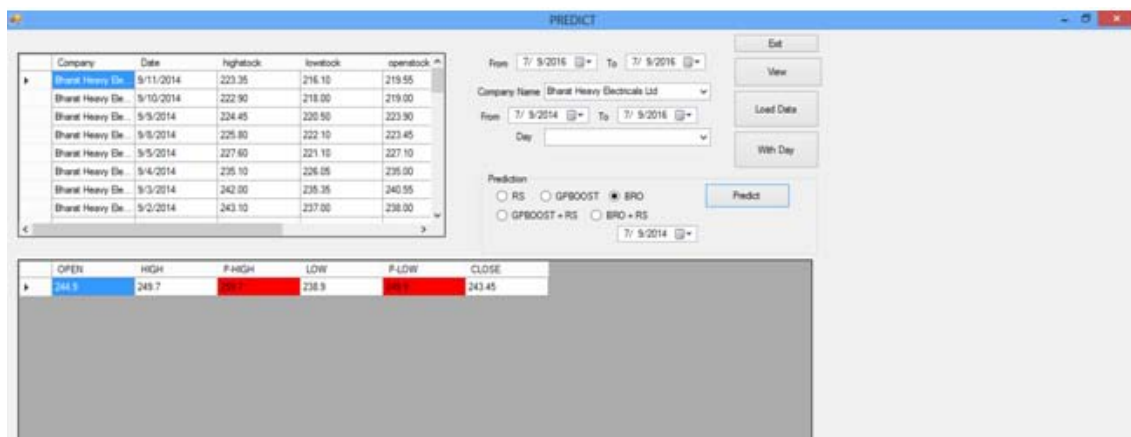 PREDICT
Company Date highstock lowstock openstock
Bharat Heavy Ele... 9/11/2014 223.35 216.10 219.55
Bharat Heavy Ele... 9/10/2014 222.90 218.00 219.00
Bharat Heavy Ele... 9/9/2014 224.45 220.50 223.90
Bharat Heavy Ele... 9/8/2014 225.80 222.10 223.45
Bharat Heavy Ele... 9/5/2014 227.60 221.10 227.10
Bharat Heavy Ele... 9/4/2014 235.10 226.05 235.00
Bharat Heavy Ele... 9/3/2014 242.00 235.35 240.55
Bharat Heavy Ele... 9/2/2014 243.10 237.00 238.00
From 7/ 9/2016 To 7/ 9/2016
Company Name Bharat Heavy Electricals Ltd
From 7/ 9/2014 To 7/ 9/2016
Day
Exit
View
Load Data
With Day
Prediction
RS GPBOOST BRO
GPBOOST + RS BRO + RS
7/ 9/2014
Predict
OPEN HIGH P-HIGH LOW P-LOW CLOSE
244.9 249.7 238.9 243.45